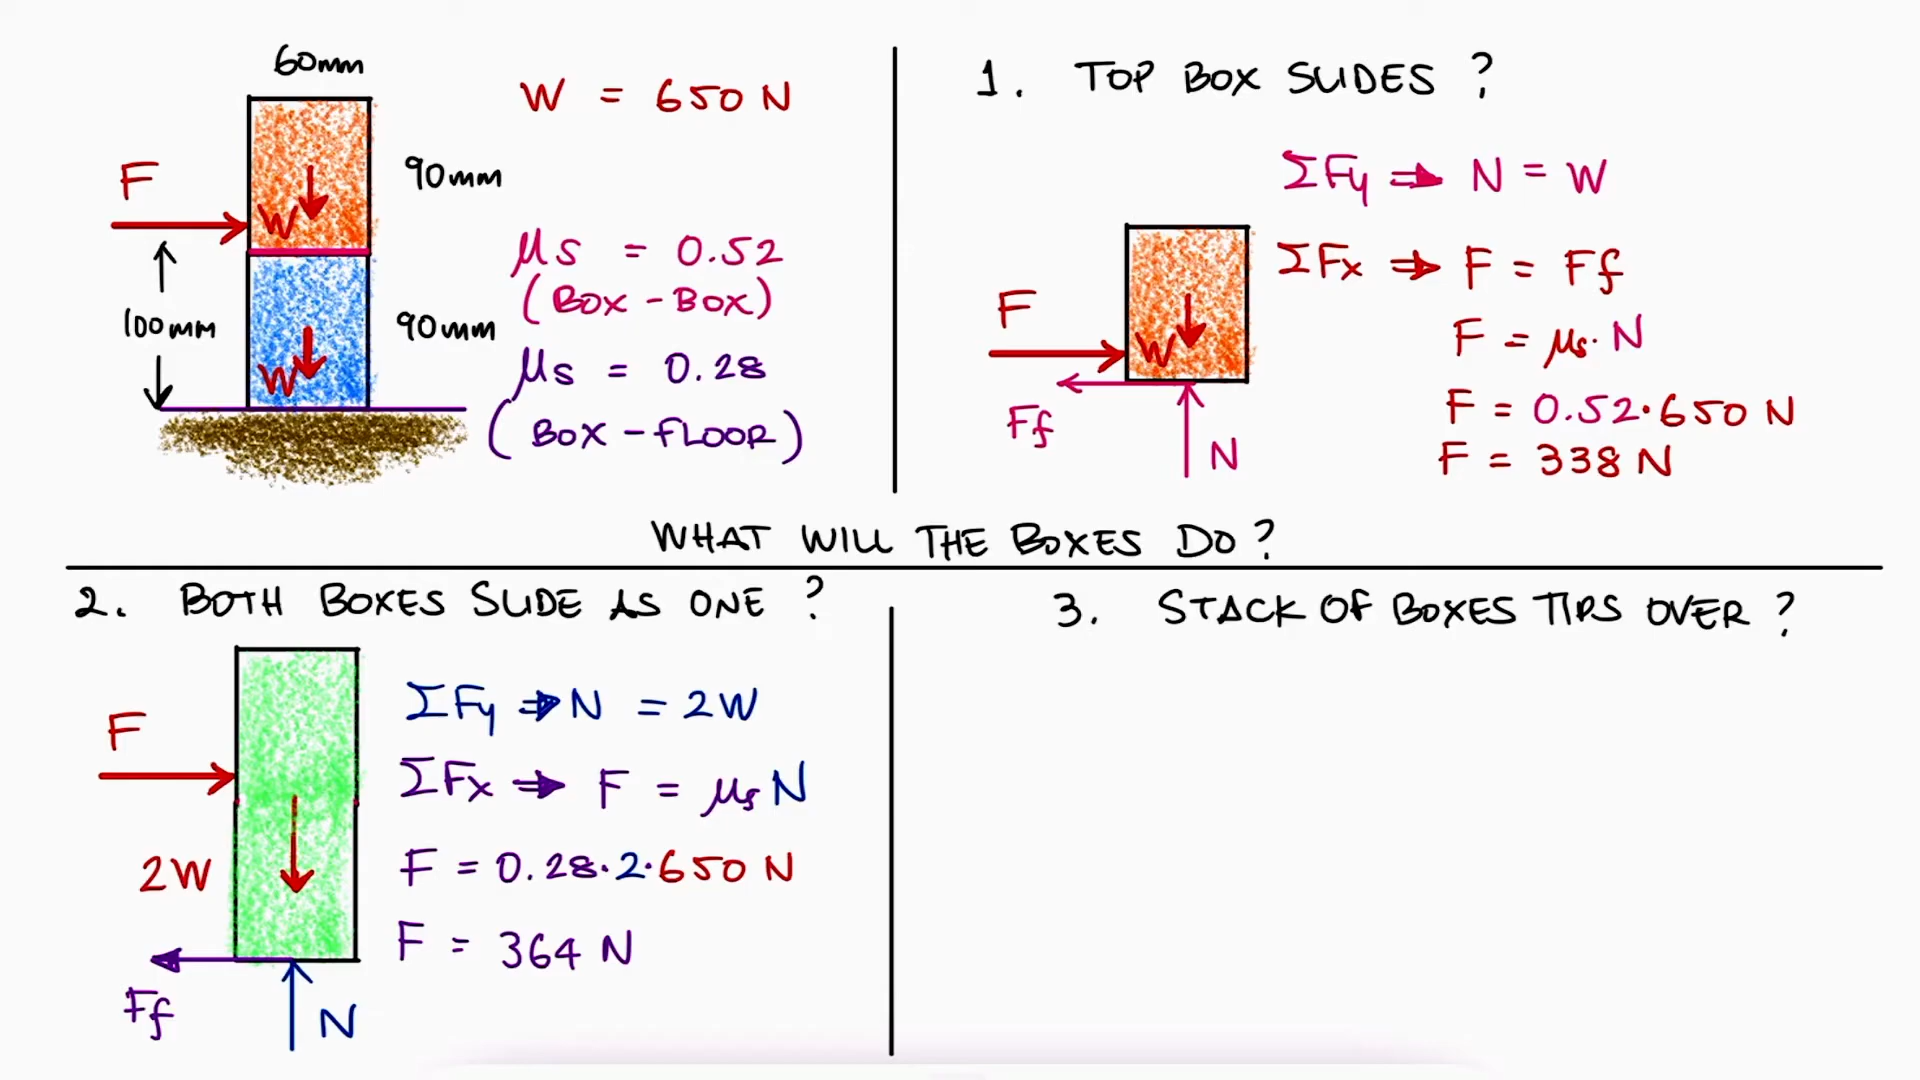 60mm
W = 650 N
F
90mm
W
μs = 0.52
(BOX - BOX)
100mm
90mm
W
μs = 0.28
(BOX - FLOOR)
1. TOP BOX SLIDES ?
ΣFy ⇒ N = W
ΣFx ⇒ F = Ff
F
W
F = μs · N
Ff
F = 0.52 · 650 N
N
F = 338 N
WHAT WILL THE BOXES DO ?
2. BOTH BOXES SLIDE AS ONE ?
F
ΣFy ⇒ N = 2W
ΣFx ⇒ F = μs N
2W
F = 0.28 · 2 · 650 N
F = 364 N
Ff
N
3. STACK OF BOXES TIPS OVER ?